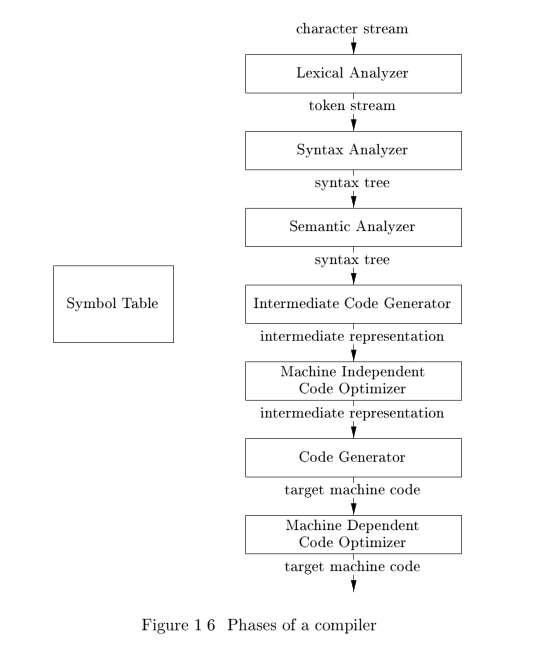 character stream
Lexical Analyzer
token stream
Syntax Analyzer
syntax tree
Semantic Analyzer
syntax tree
Symbol Table
Intermediate Code Generator
intermediate representation
Machine Independent
Code Optimizer
intermediate representation
Code Generator
target machine code
Machine Dependent
Code Optimizer
target machine code
Figure 1 6 Phases of a compiler